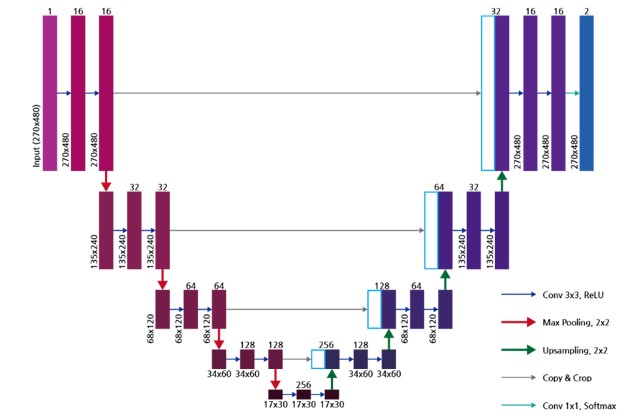 1 16 16 32 16 16 2
Input (270x480)
270x480
270x480
270x480
270x480
270x480
32 32 64 32
135x240
135x240
135x240
135x240
135x240
64 64 128 64
68x120
68x120
68x120
68x120
68x120
128 128 256 128
34x60 34x60 34x60 34x60 34x60
256
17x30 17x30 17x30
Conv 3x3, ReLU
Max Pooling, 2x2
Upsampling, 2x2
Copy & Crop
Conv 1x1, Softmax